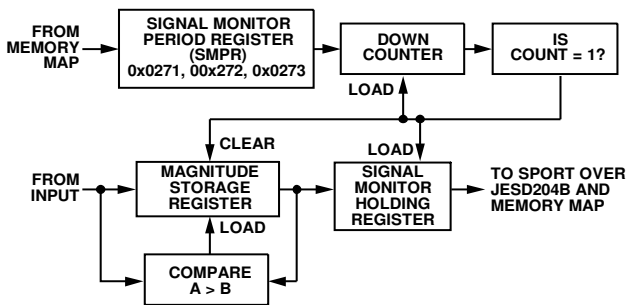 FROM
MEMORY
MAP
SIGNAL MONITOR
PERIOD REGISTER
(SMPR)
0x0271, 00x272, 0x0273
DOWN
COUNTER
IS
COUNT = 1?
LOAD
CLEAR
LOAD
FROM
INPUT
MAGNITUDE
STORAGE
REGISTER
SIGNAL
MONITOR
HOLDING
REGISTER
TO SPORT OVER
JESD204B AND
MEMORY MAP
LOAD
COMPARE
A > B